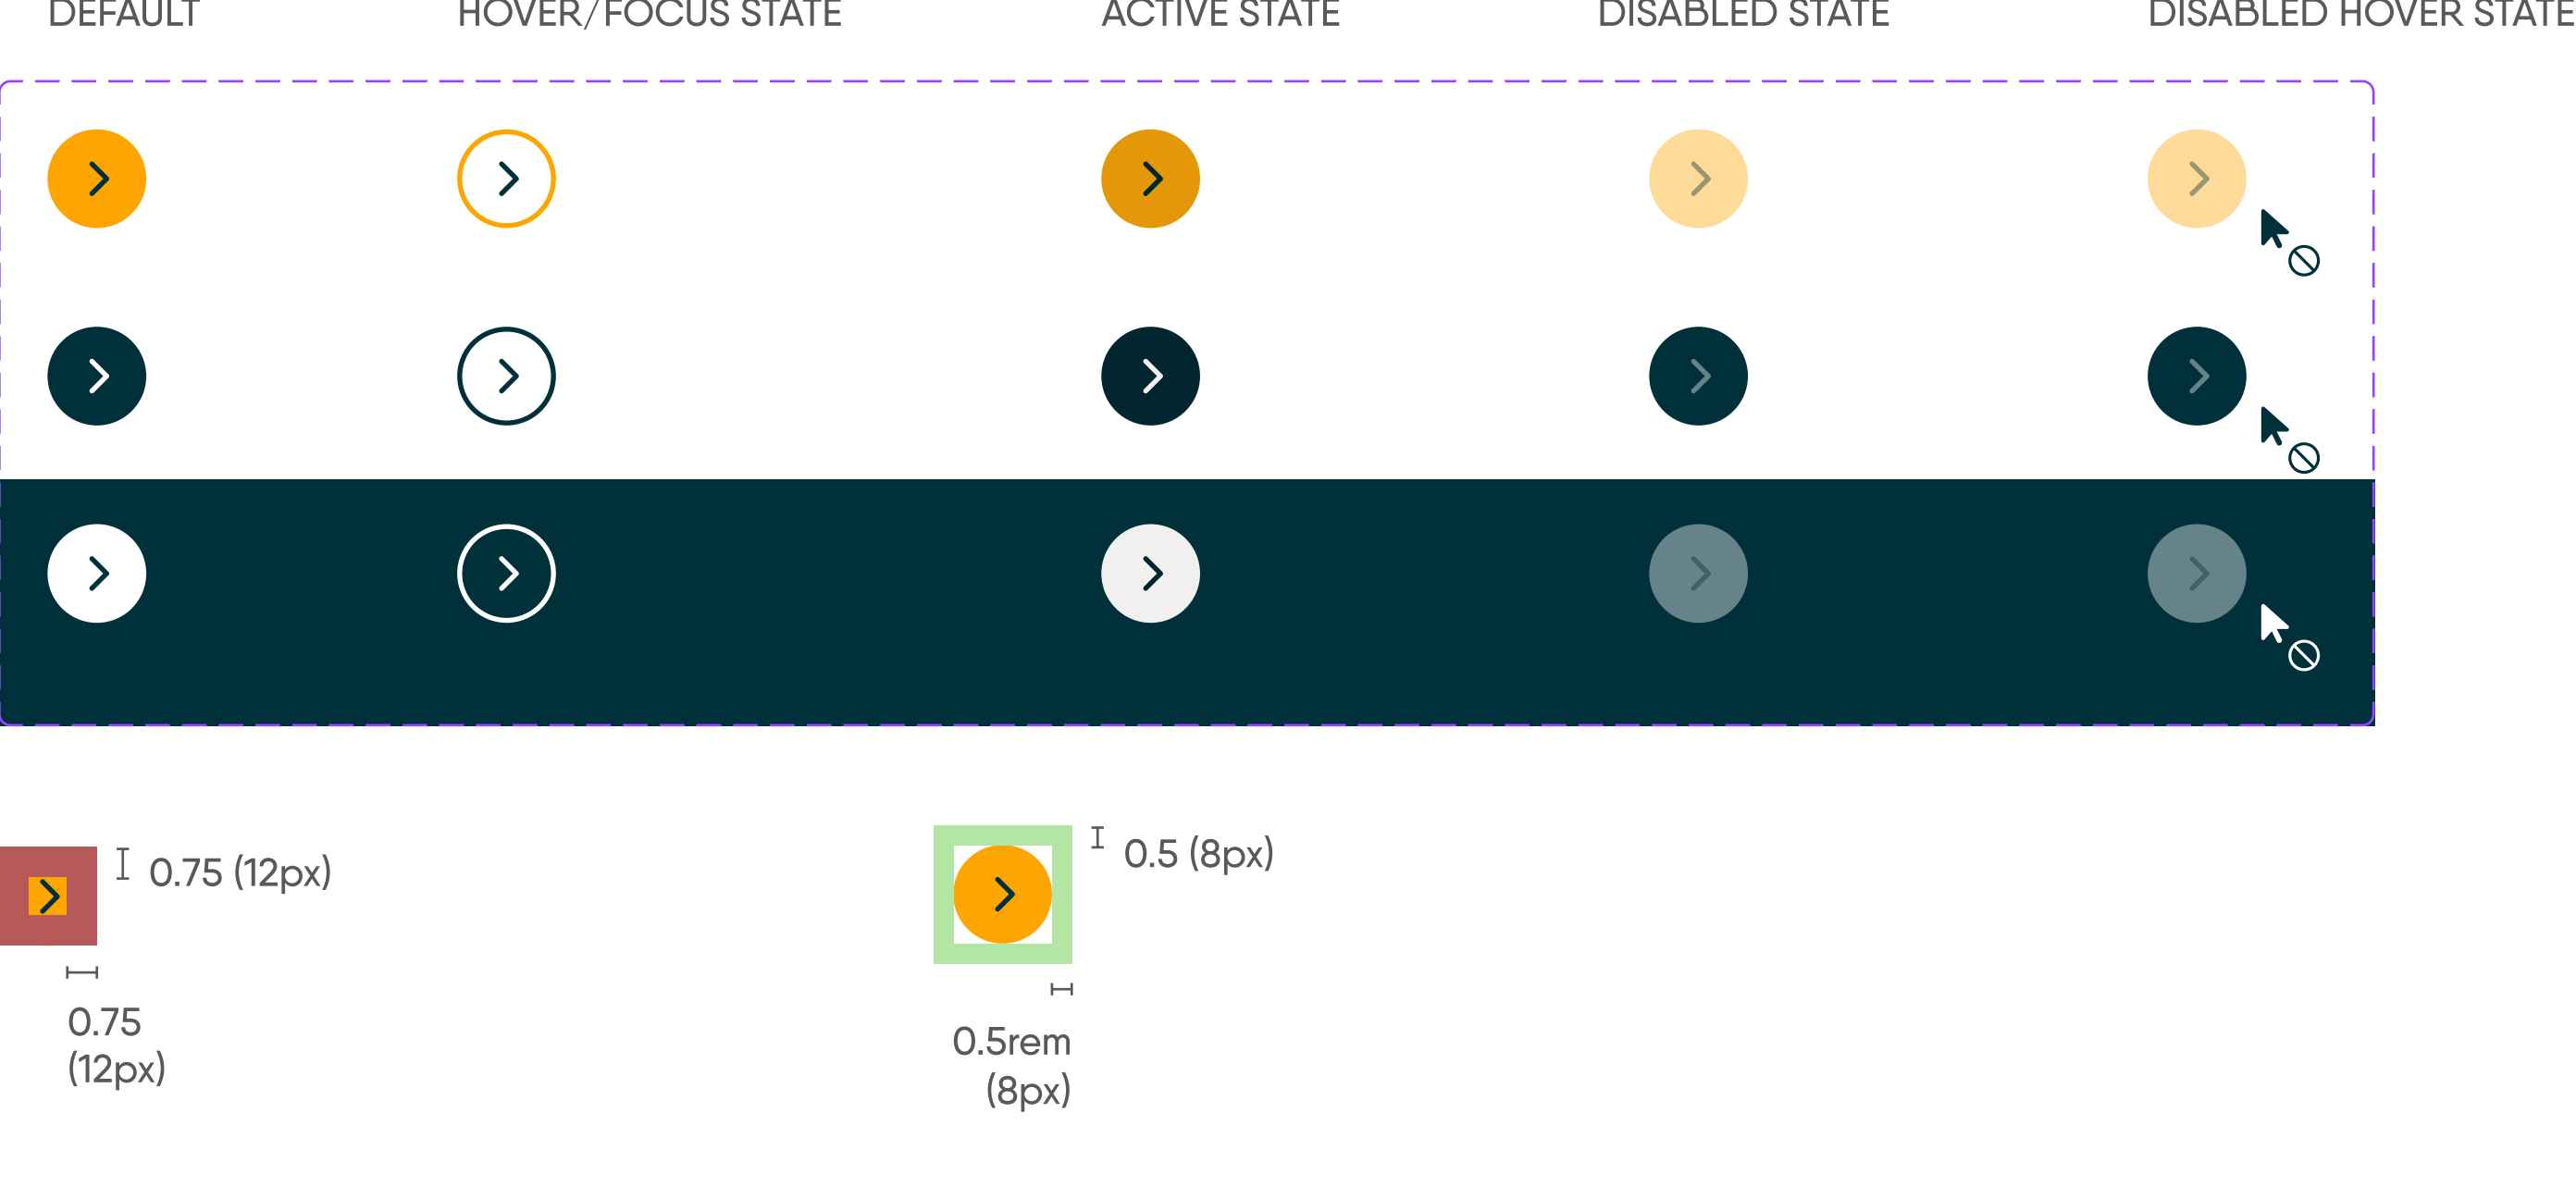 DEFAULT
HOVER/FOCUS STATE
ACTIVE STATE
DISABLED STATE
DISABLED HOVER STATE
0.75 (12px)
0.75
(12px)
0.5 (8px)
0.5rem
(8px)